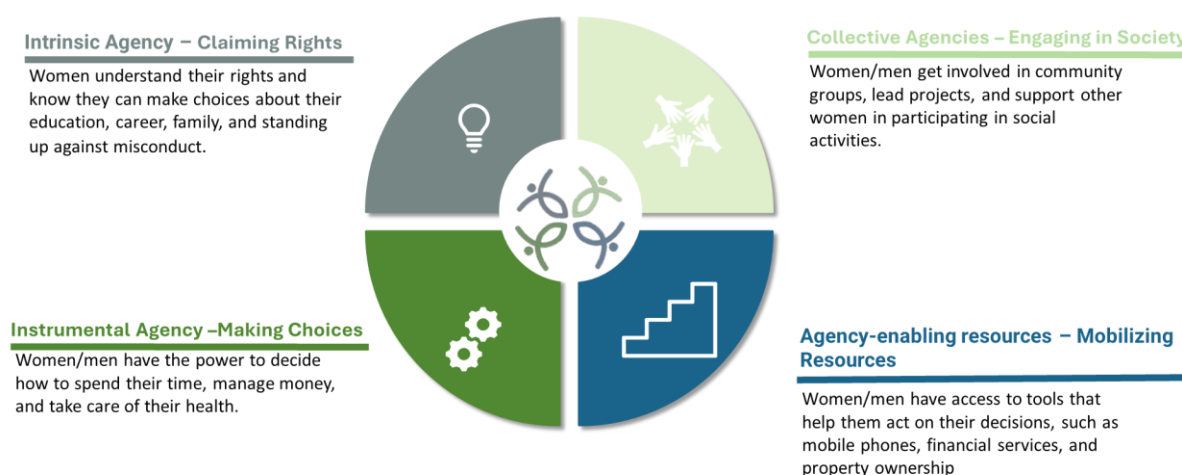 Intrinsic Agency – Claiming Rights
Women understand their rights and
know they can make choices about their
education, career, family, and standing
up against misconduct.
Collective Agencies – Engaging in Society
Women/men get involved in community
groups, lead projects, and support other
women in participating in social
activities.
Instrumental Agency –Making Choices
Women/men have the power to decide
how to spend their time, manage money,
and take care of their health.
Agency-enabling resources – Mobilizing
Resources
Women/men have access to tools that
help them act on their decisions, such as
mobile phones, financial services, and
property ownership